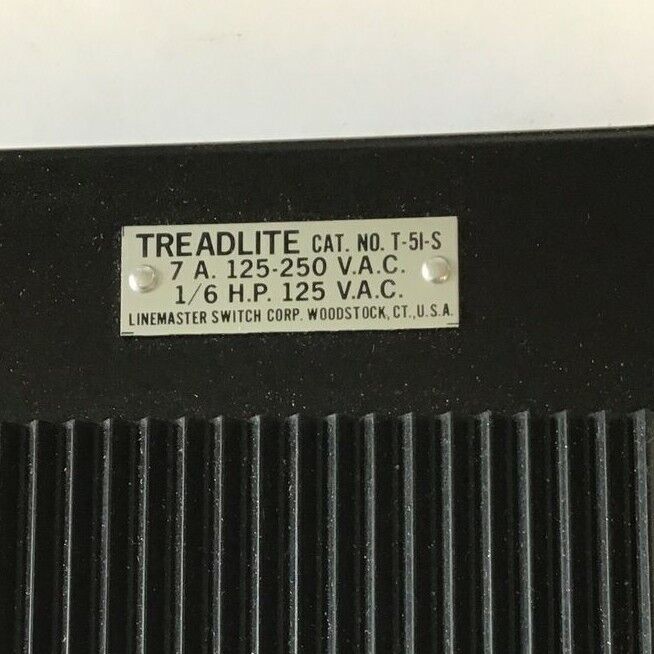 TREADLITE CAT. NO. T-51-S
7 A. 125-250 V.A.C.
1/6 H.P. 125 V.A.C.
LINEMASTER SWITCH CORP. WOODSTOCK, CT., U.S.A.